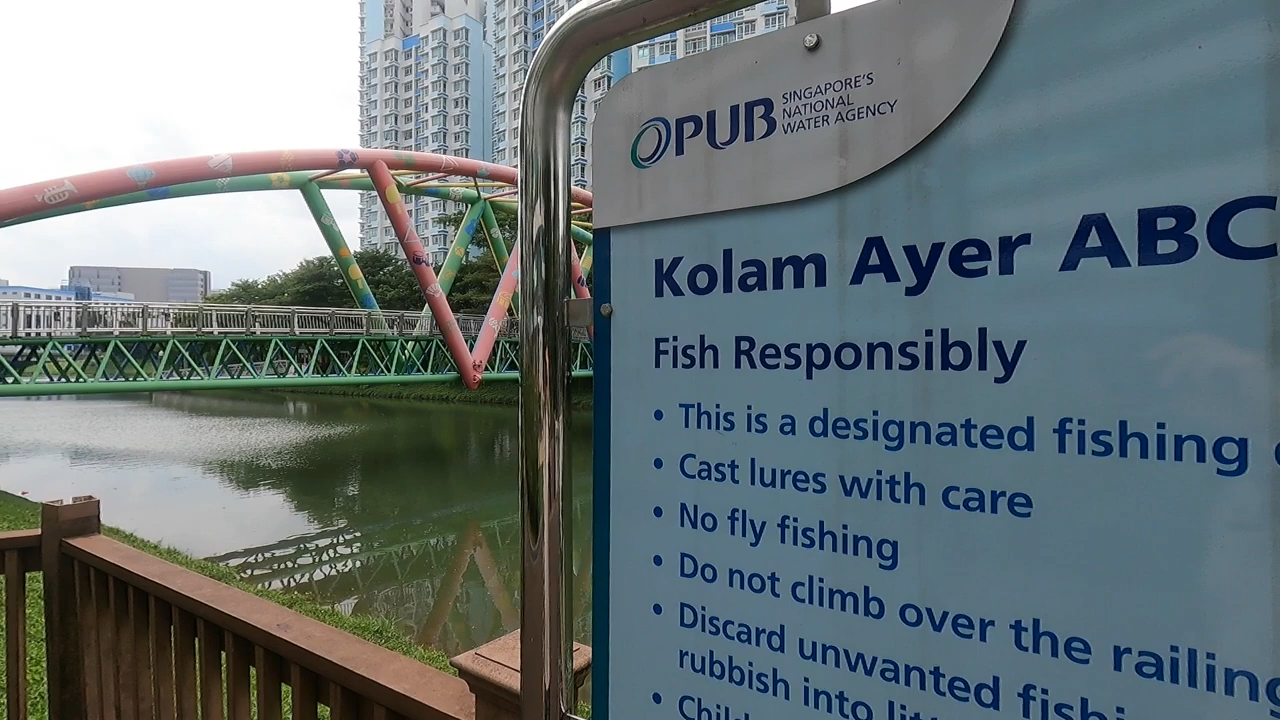 PUB SINGAPORE'S
NATIONAL
WATER AGENCY
Kolam Ayer ABC
Fish Responsibly
• This is a designated fishing
• Cast lures with care
• No fly fishing
• Do not climb over the railing
• Discard unwanted
rubbish into